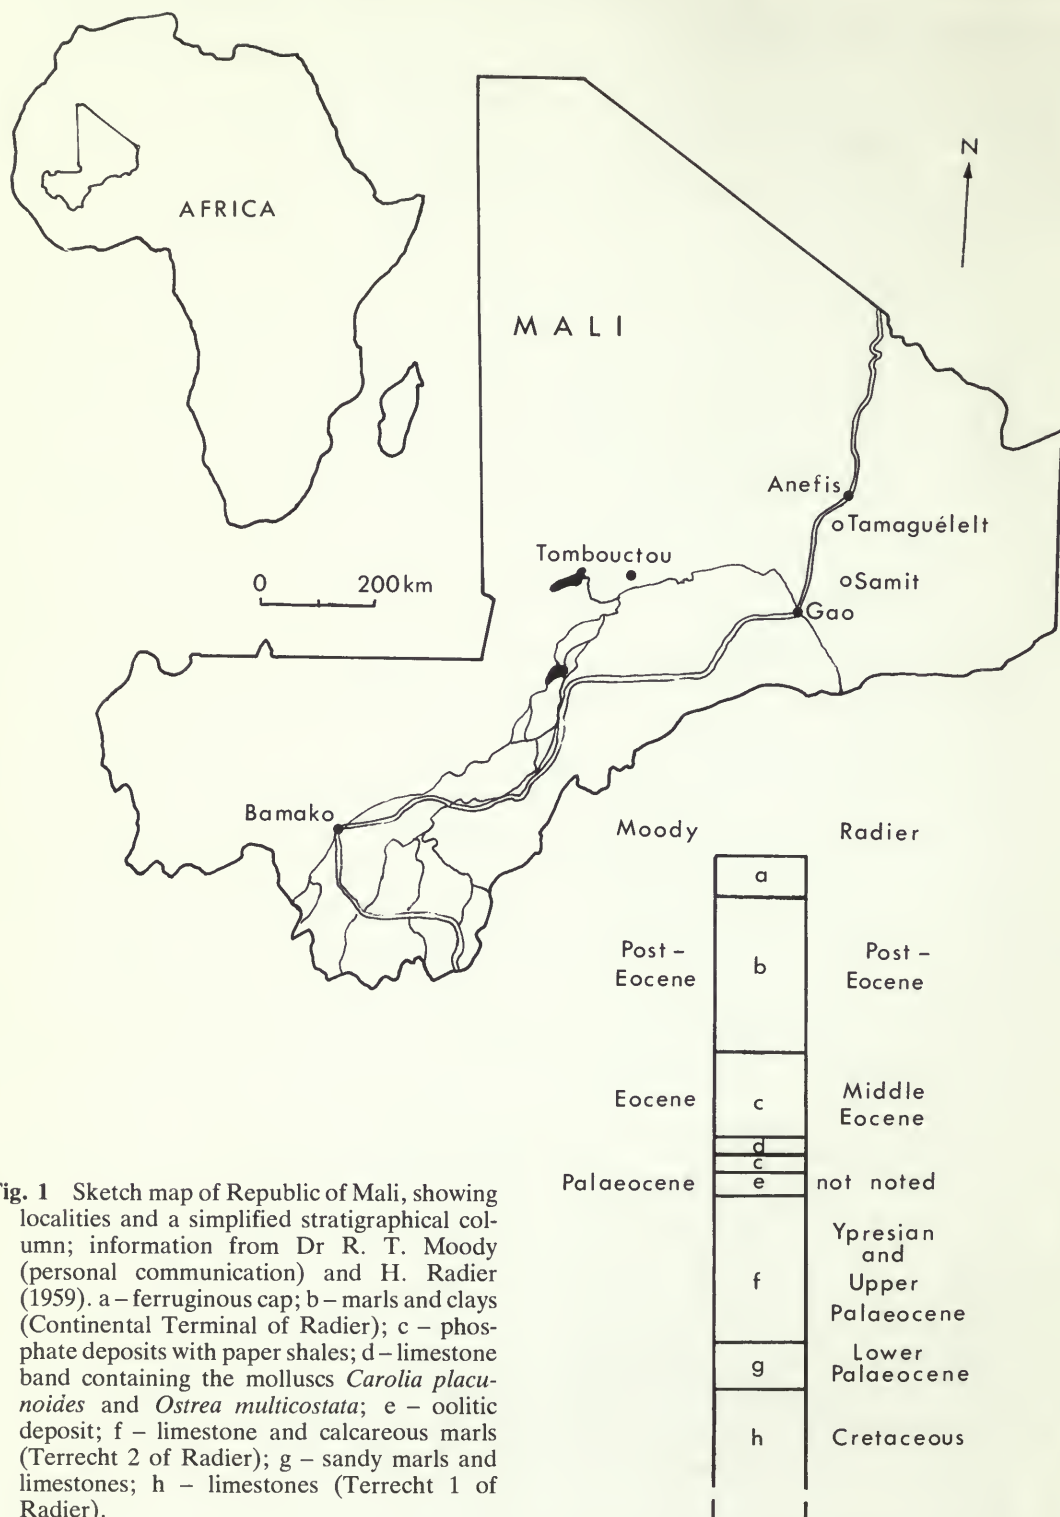 N
AFRICA
MALI
Anefis
Tamaguélelt
Tombouctou
0 200km
Samit
Gao
Bamako
Moody Radier
a
Post – b Post –
Eocene Eocene
Eocene c Middle
Eocene
d
c
Palaeocene e not noted
Ypresian
and
f Upper
Palaeocene
g Lower
Palaeocene
h Cretaceous
ig. 1 Sketch map of Republic of Mali, showing
localities and a simplified stratigraphical col-
umn; information from Dr R. T. Moody
(personal communication) and H. Radier
(1959). a – ferruginous cap; b – marls and clays
(Continental Terminal of Radier); c – phos-
phate deposits with paper shales; d – limestone
band containing the molluscs Carolia placu-
noides and Ostrea multicostata; e – oolitic
deposit; f – limestone and calcareous marls
(Terrecht 2 of Radier); g – sandy marls and
limestones; h – limestones (Terrecht 1 of
Radier).